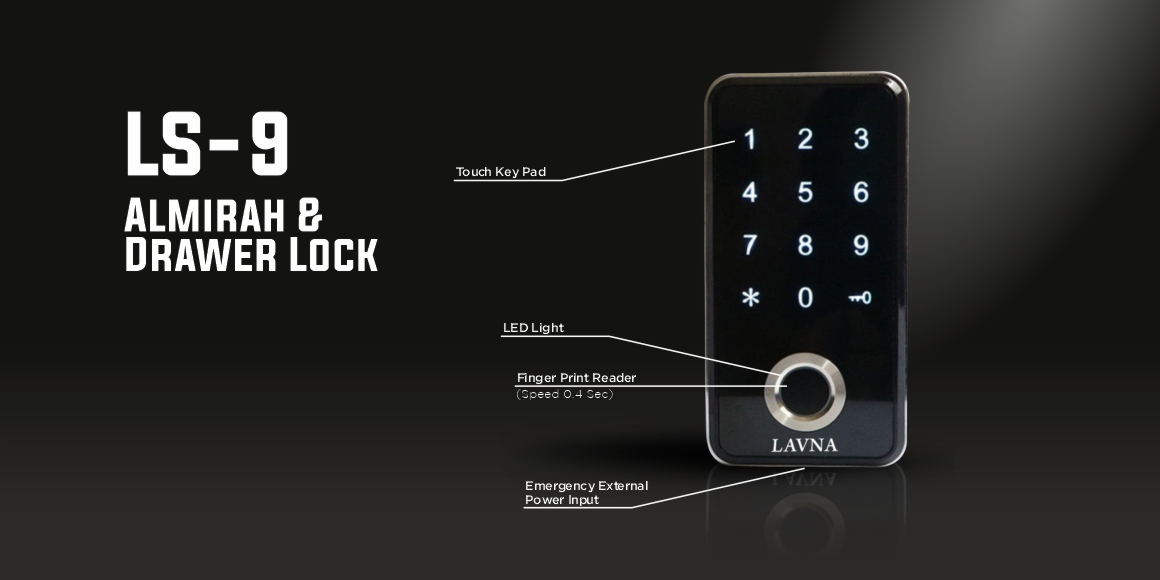 LS-9
ALMIRAH &
DRAWER LOCK
Touch Key Pad
LED Light
Finger Print Reader
(Speed 0.4 Sec)
Emergency External
Power Input
1 2 3
4 5 6
7 8 9
* 0
LAVNA